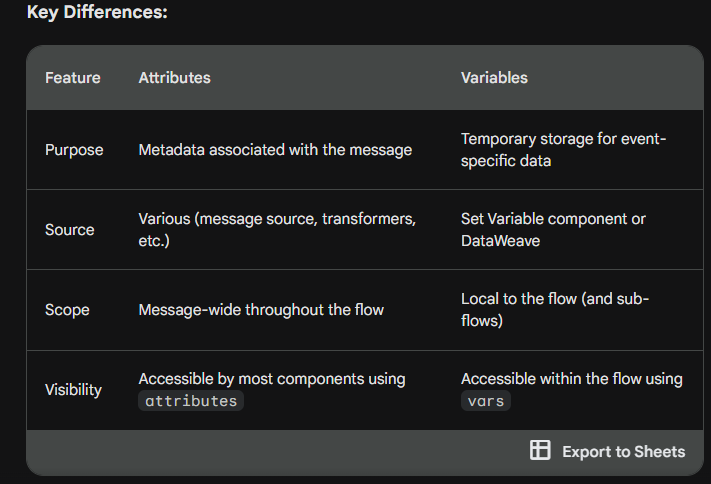 Key Differences:
Feature Attributes Variables
Purpose Metadata associated with the message Temporary storage for event-
specific data
Source Various (message source, transformers,
etc.) Set Variable component or
DataWeave
Scope Message-wide throughout the flow Local to the flow (and sub-
flows)
Visibility Accessible by most components using
attributes Accessible within the flow using
vars
Export to Sheets